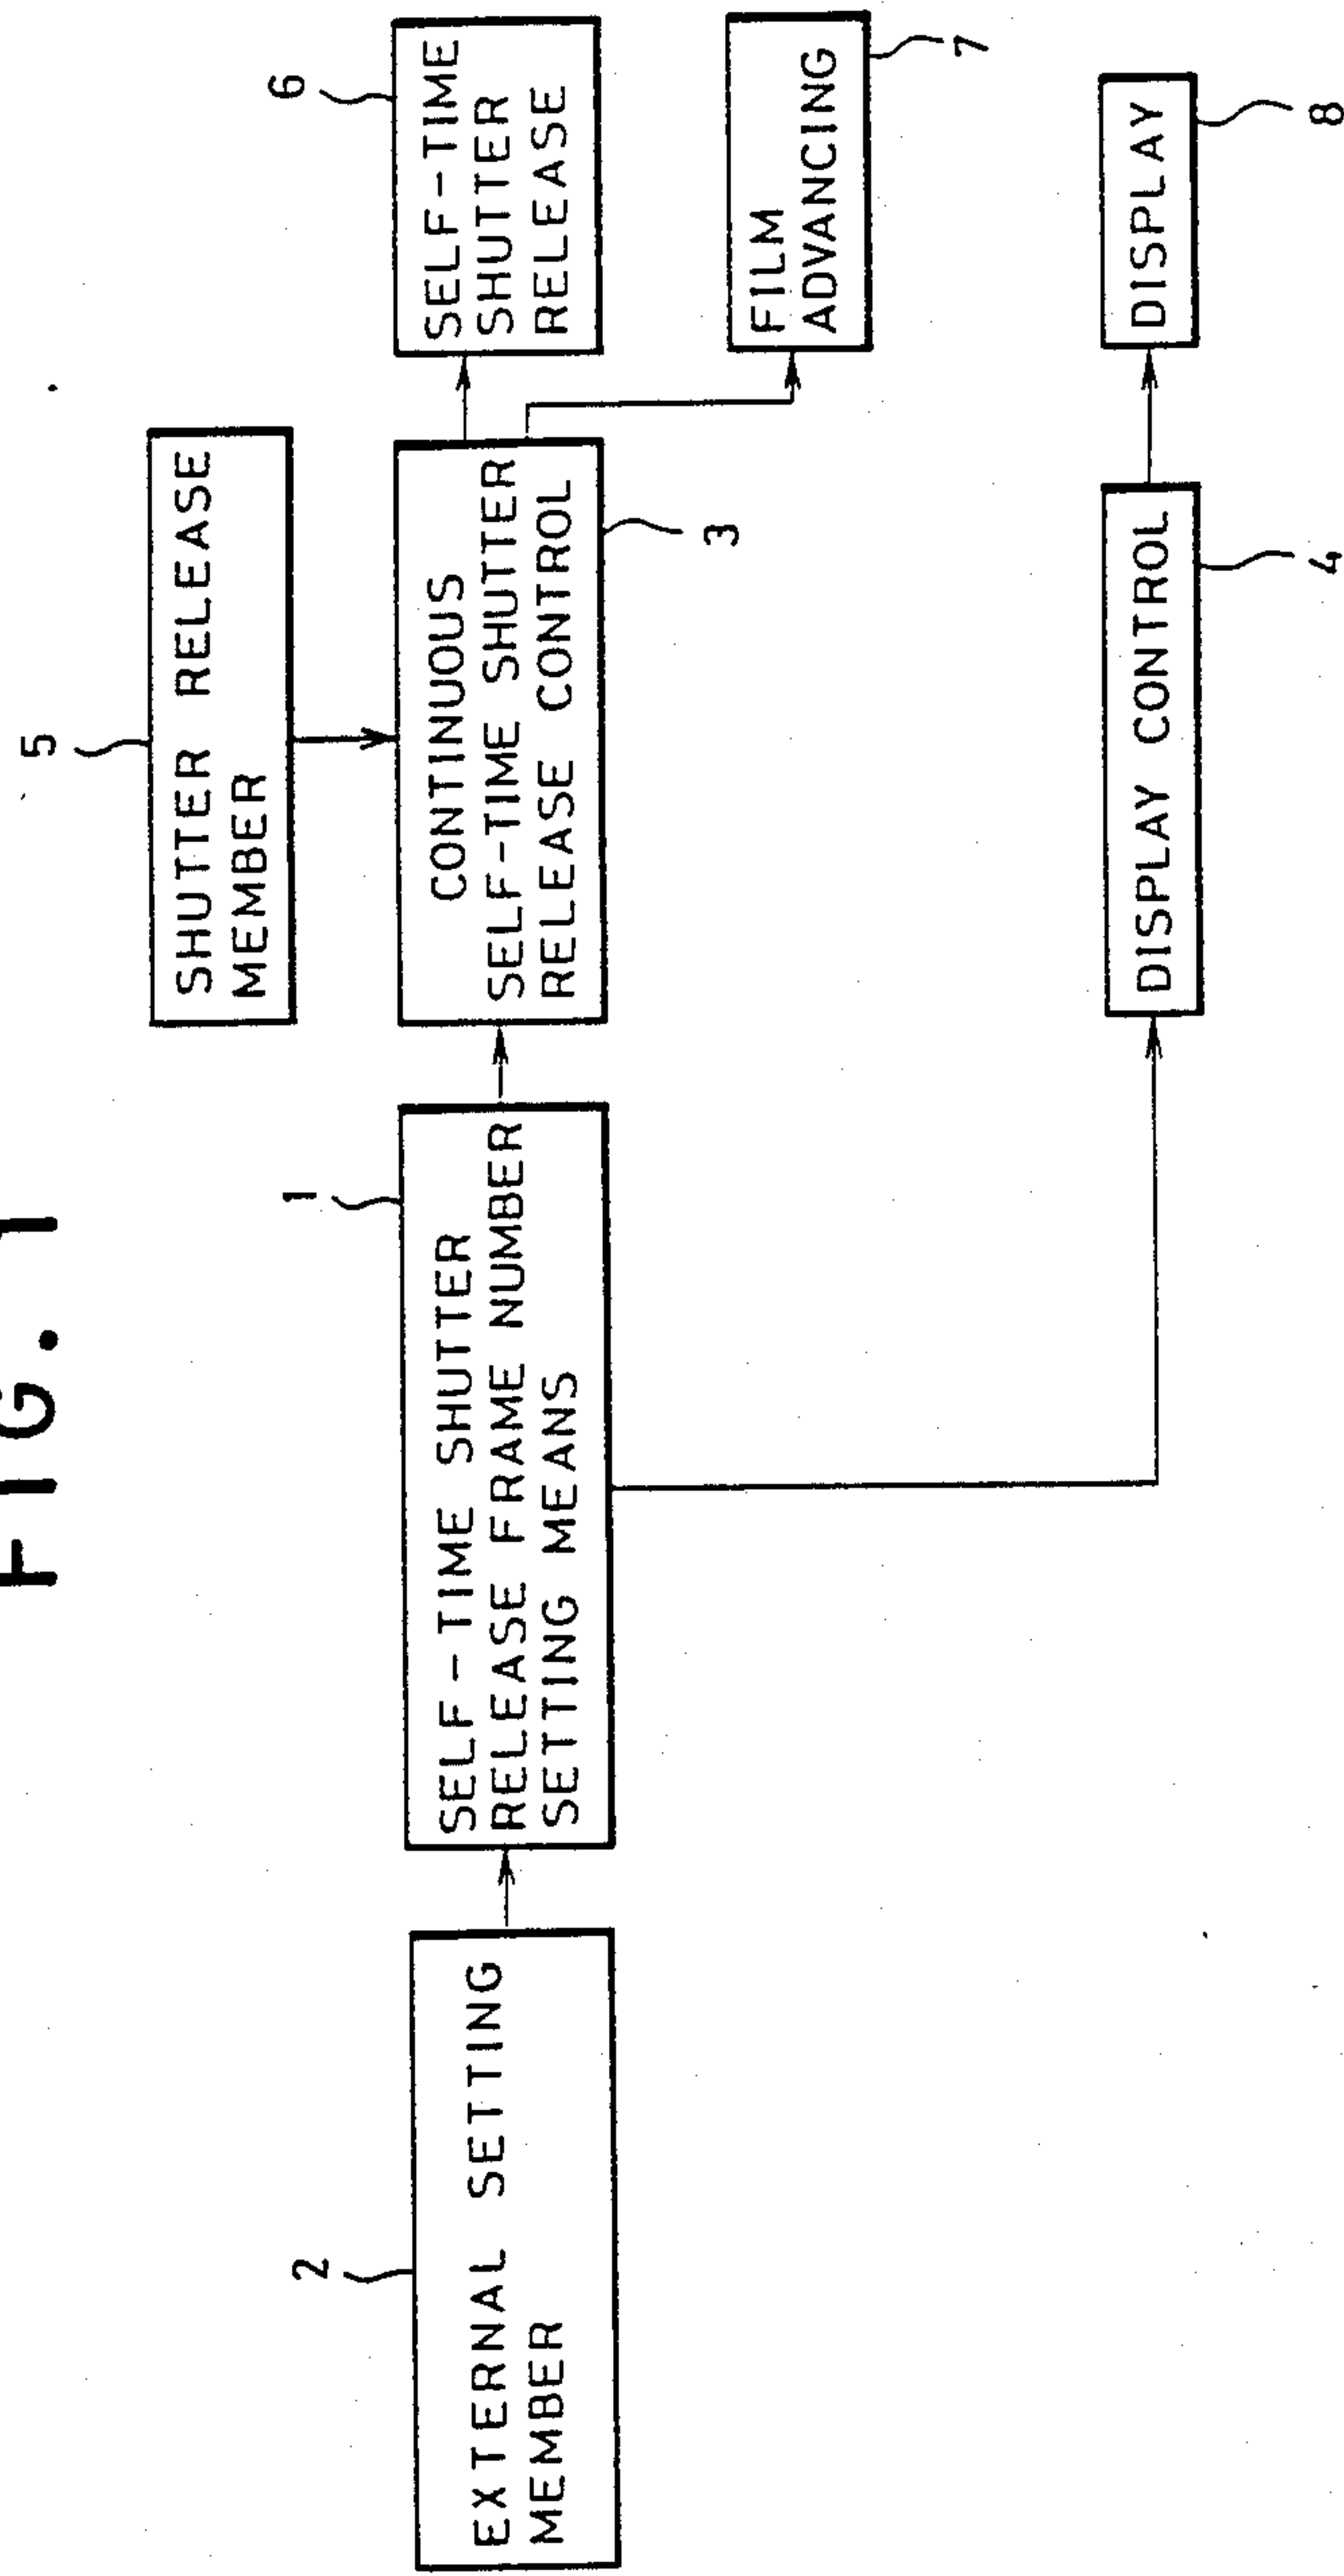 FIG. 1
5
SHUTTER RELEASE
MEMBER
2
EXTERNAL SETTING
MEMBER
1
SELF-TIME SHUTTER
RELEASE FRAME NUMBER
SETTING MEANS
CONTINUOUS
SELF-TIME SHUTTER
RELEASE CONTROL
3
6
SELF-TIME
SHUTTER
RELEASE
FILM
ADVANCING
7
DISPLAY CONTROL
4
DISPLAY
8